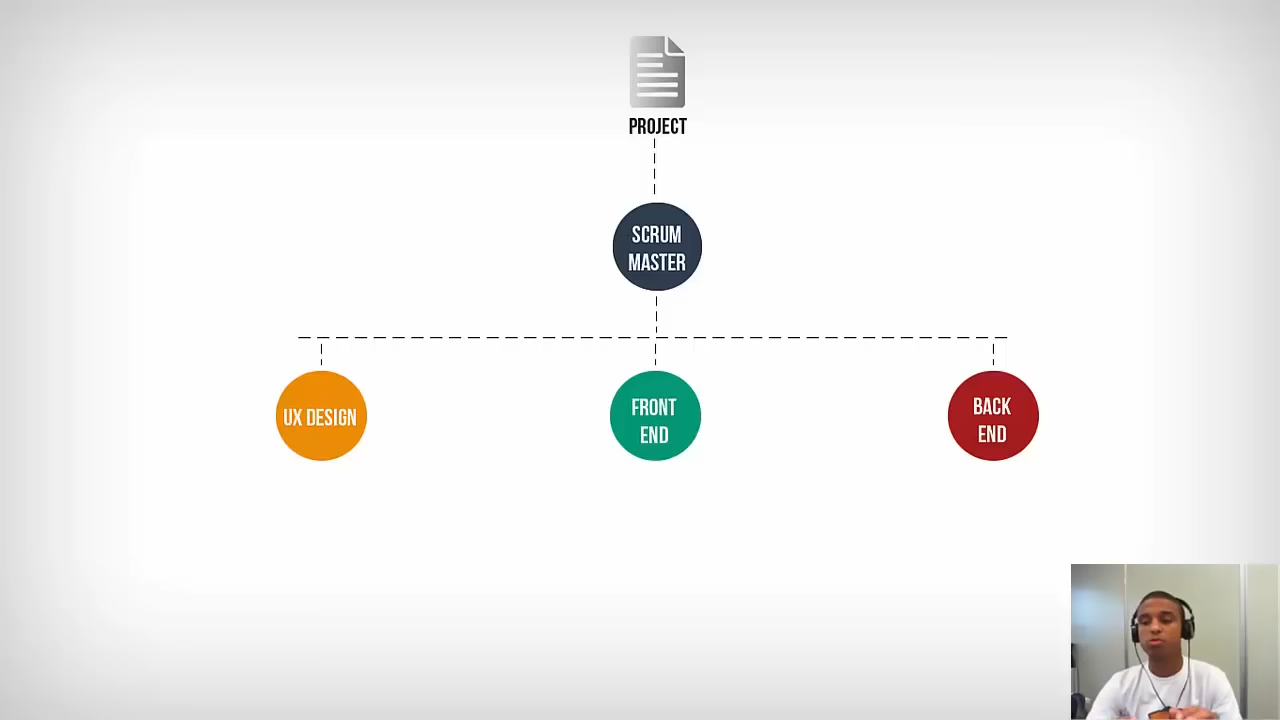 PROJECT
SCRUM
MASTER
UX DESIGN
FRONT
END
BACK
END